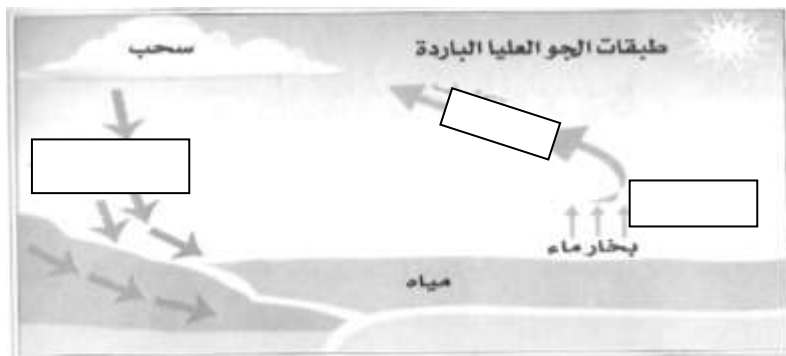 طبقات الجو العليا الباردة
سحب
بخار ماء
مياه